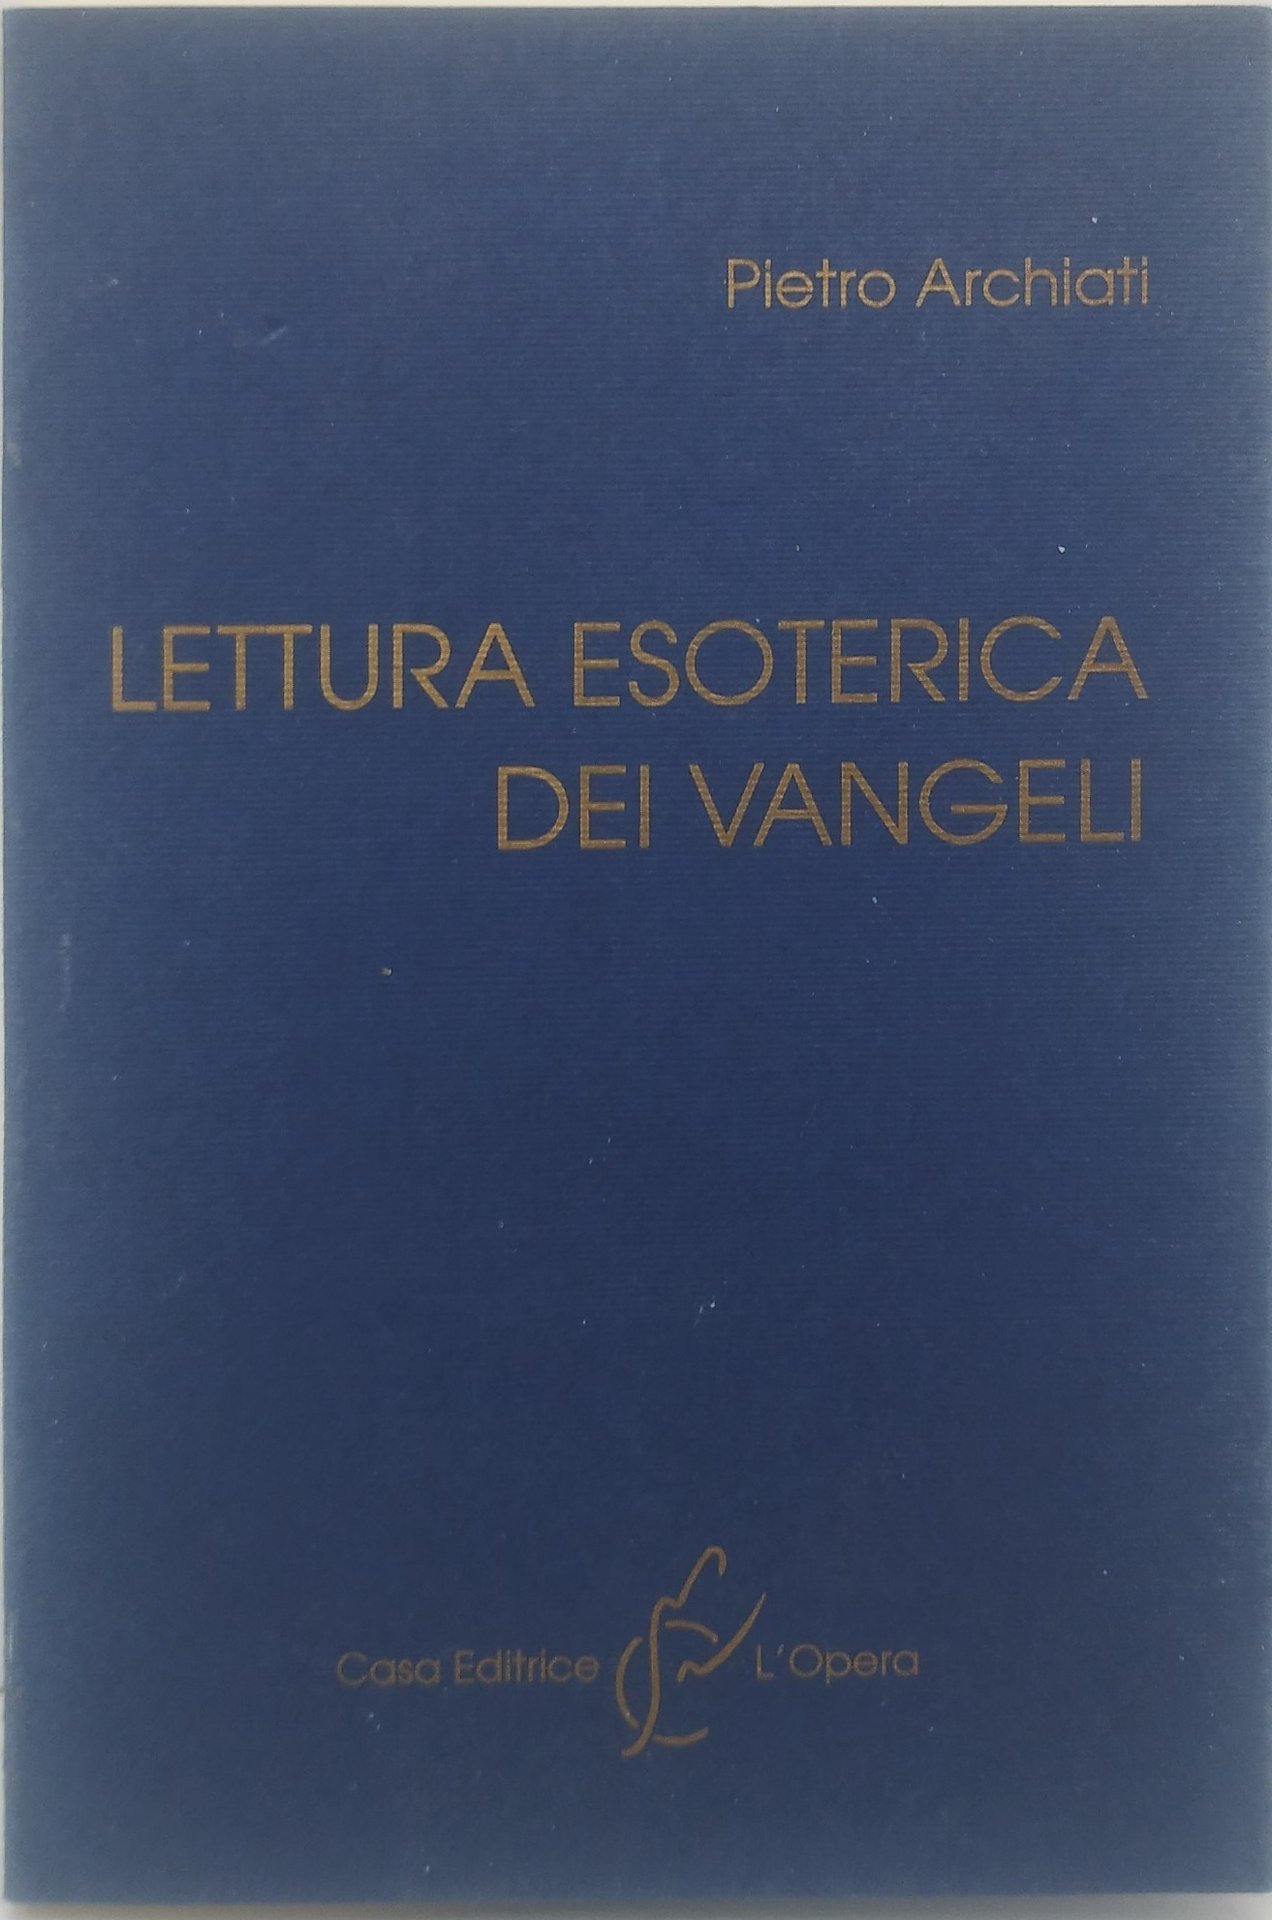 Pietro Archiati
LETTURA ESOTERICA
DEI VANGELI
Casa Editrice L'Opera